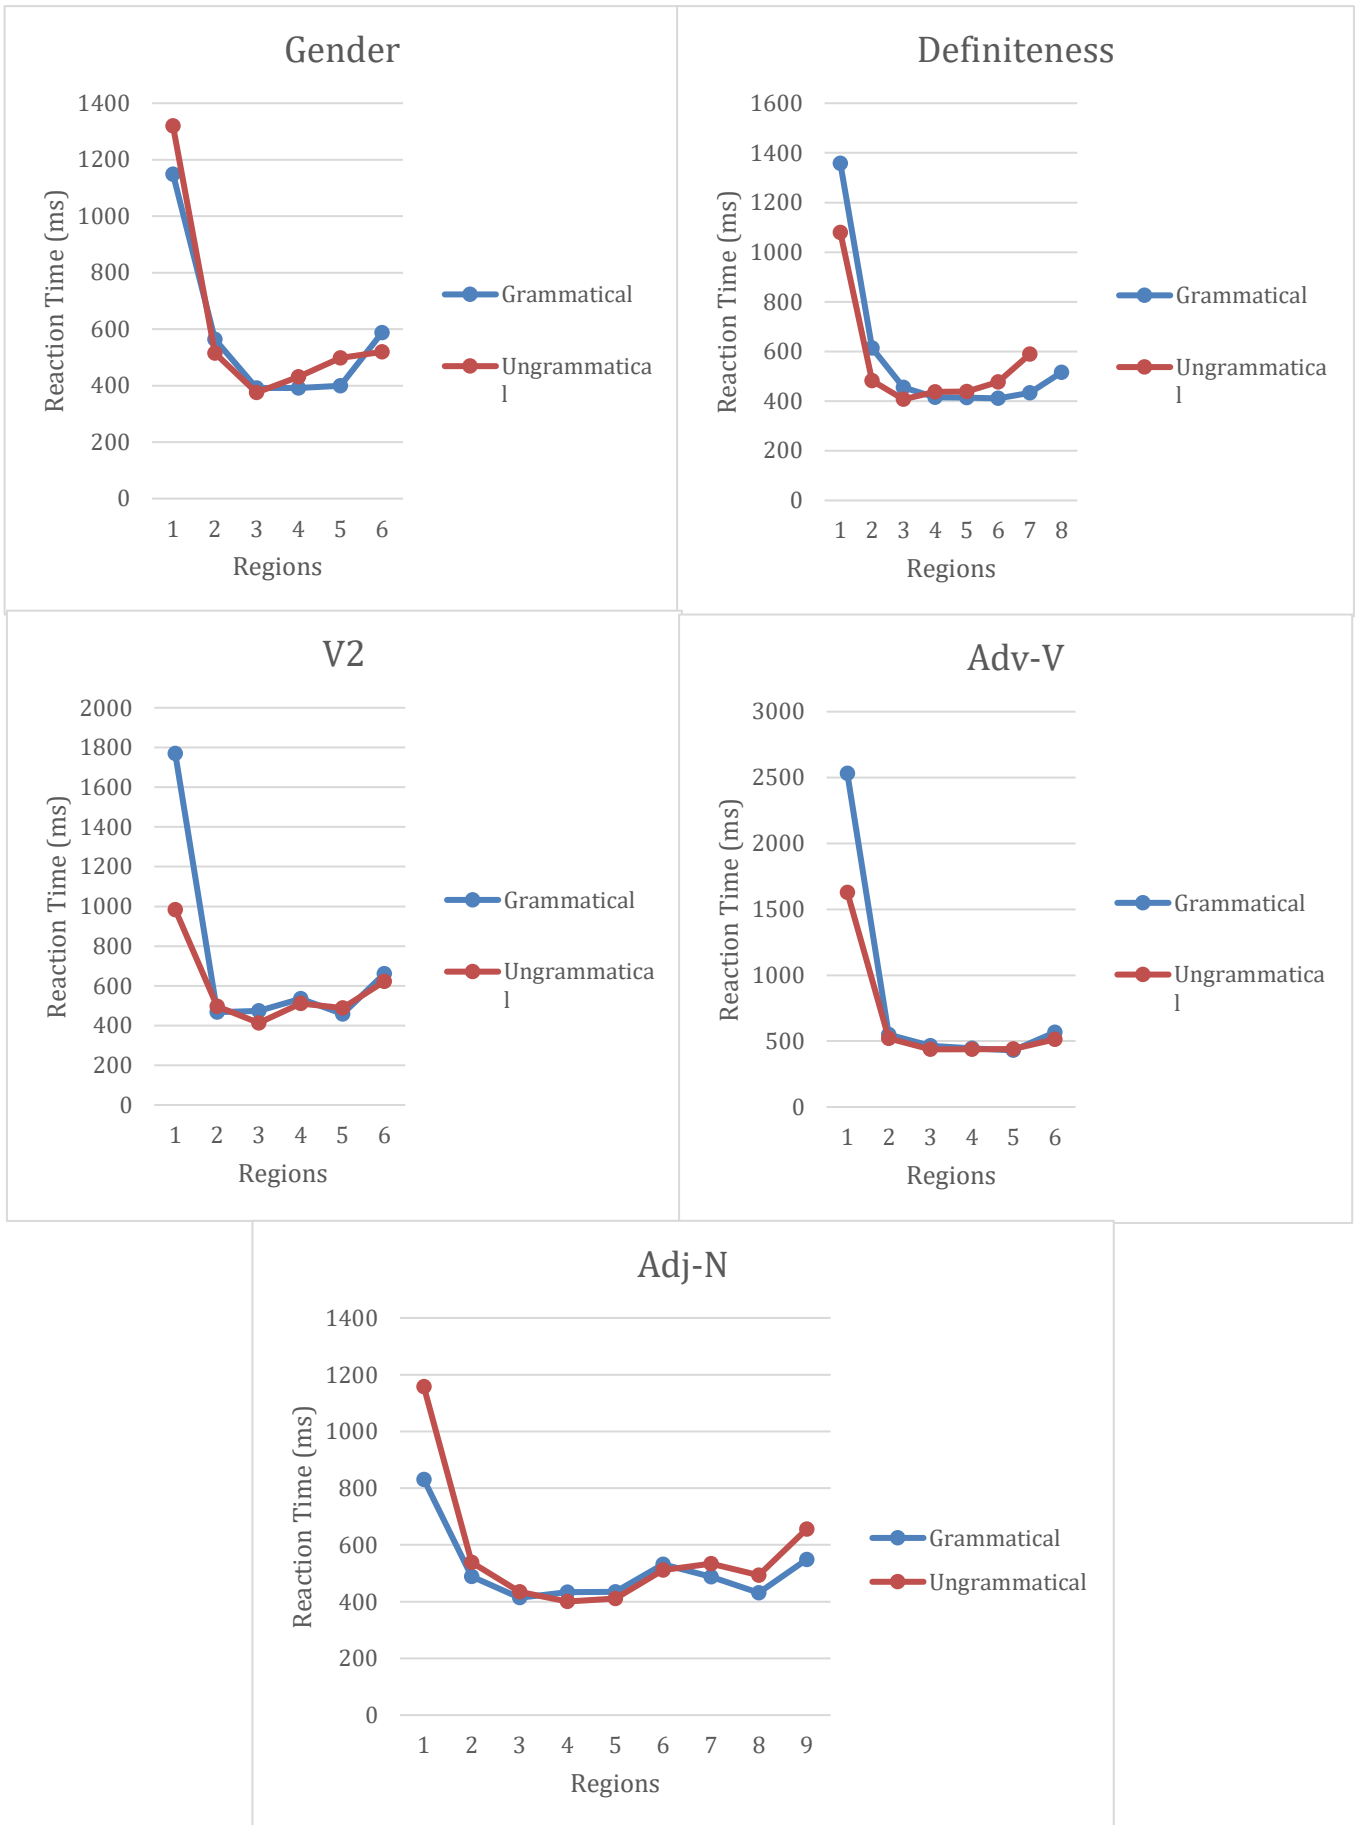 Gender
1400
1200
1000
800
600
400
200
0
Reaction Time (ms)
1 2 3 4 5 6
Regions
Grammatical
Ungrammatica
l
Definiteness
1600
1400
1200
1000
800
600
400
200
0
Reaction Time (ms)
1 2 3 4 5 6 7 8
Regions
Grammatical
Ungrammatica
l
V2
2000
1800
1600
1400
1200
1000
800
600
400
200
0
Reaction Time (ms)
1 2 3 4 5 6
Regions
Grammatical
Ungrammatica
l
Adv-V
3000
2500
2000
1500
1000
500
0
Reaction Time (ms)
1 2 3 4 5 6
Regions
Grammatical
Ungrammatica
l
Adj-N
1400
1200
1000
800
600
400
200
0
Reaction Time (ms)
1 2 3 4 5 6 7 8 9
Regions
Grammatical
Ungrammatical